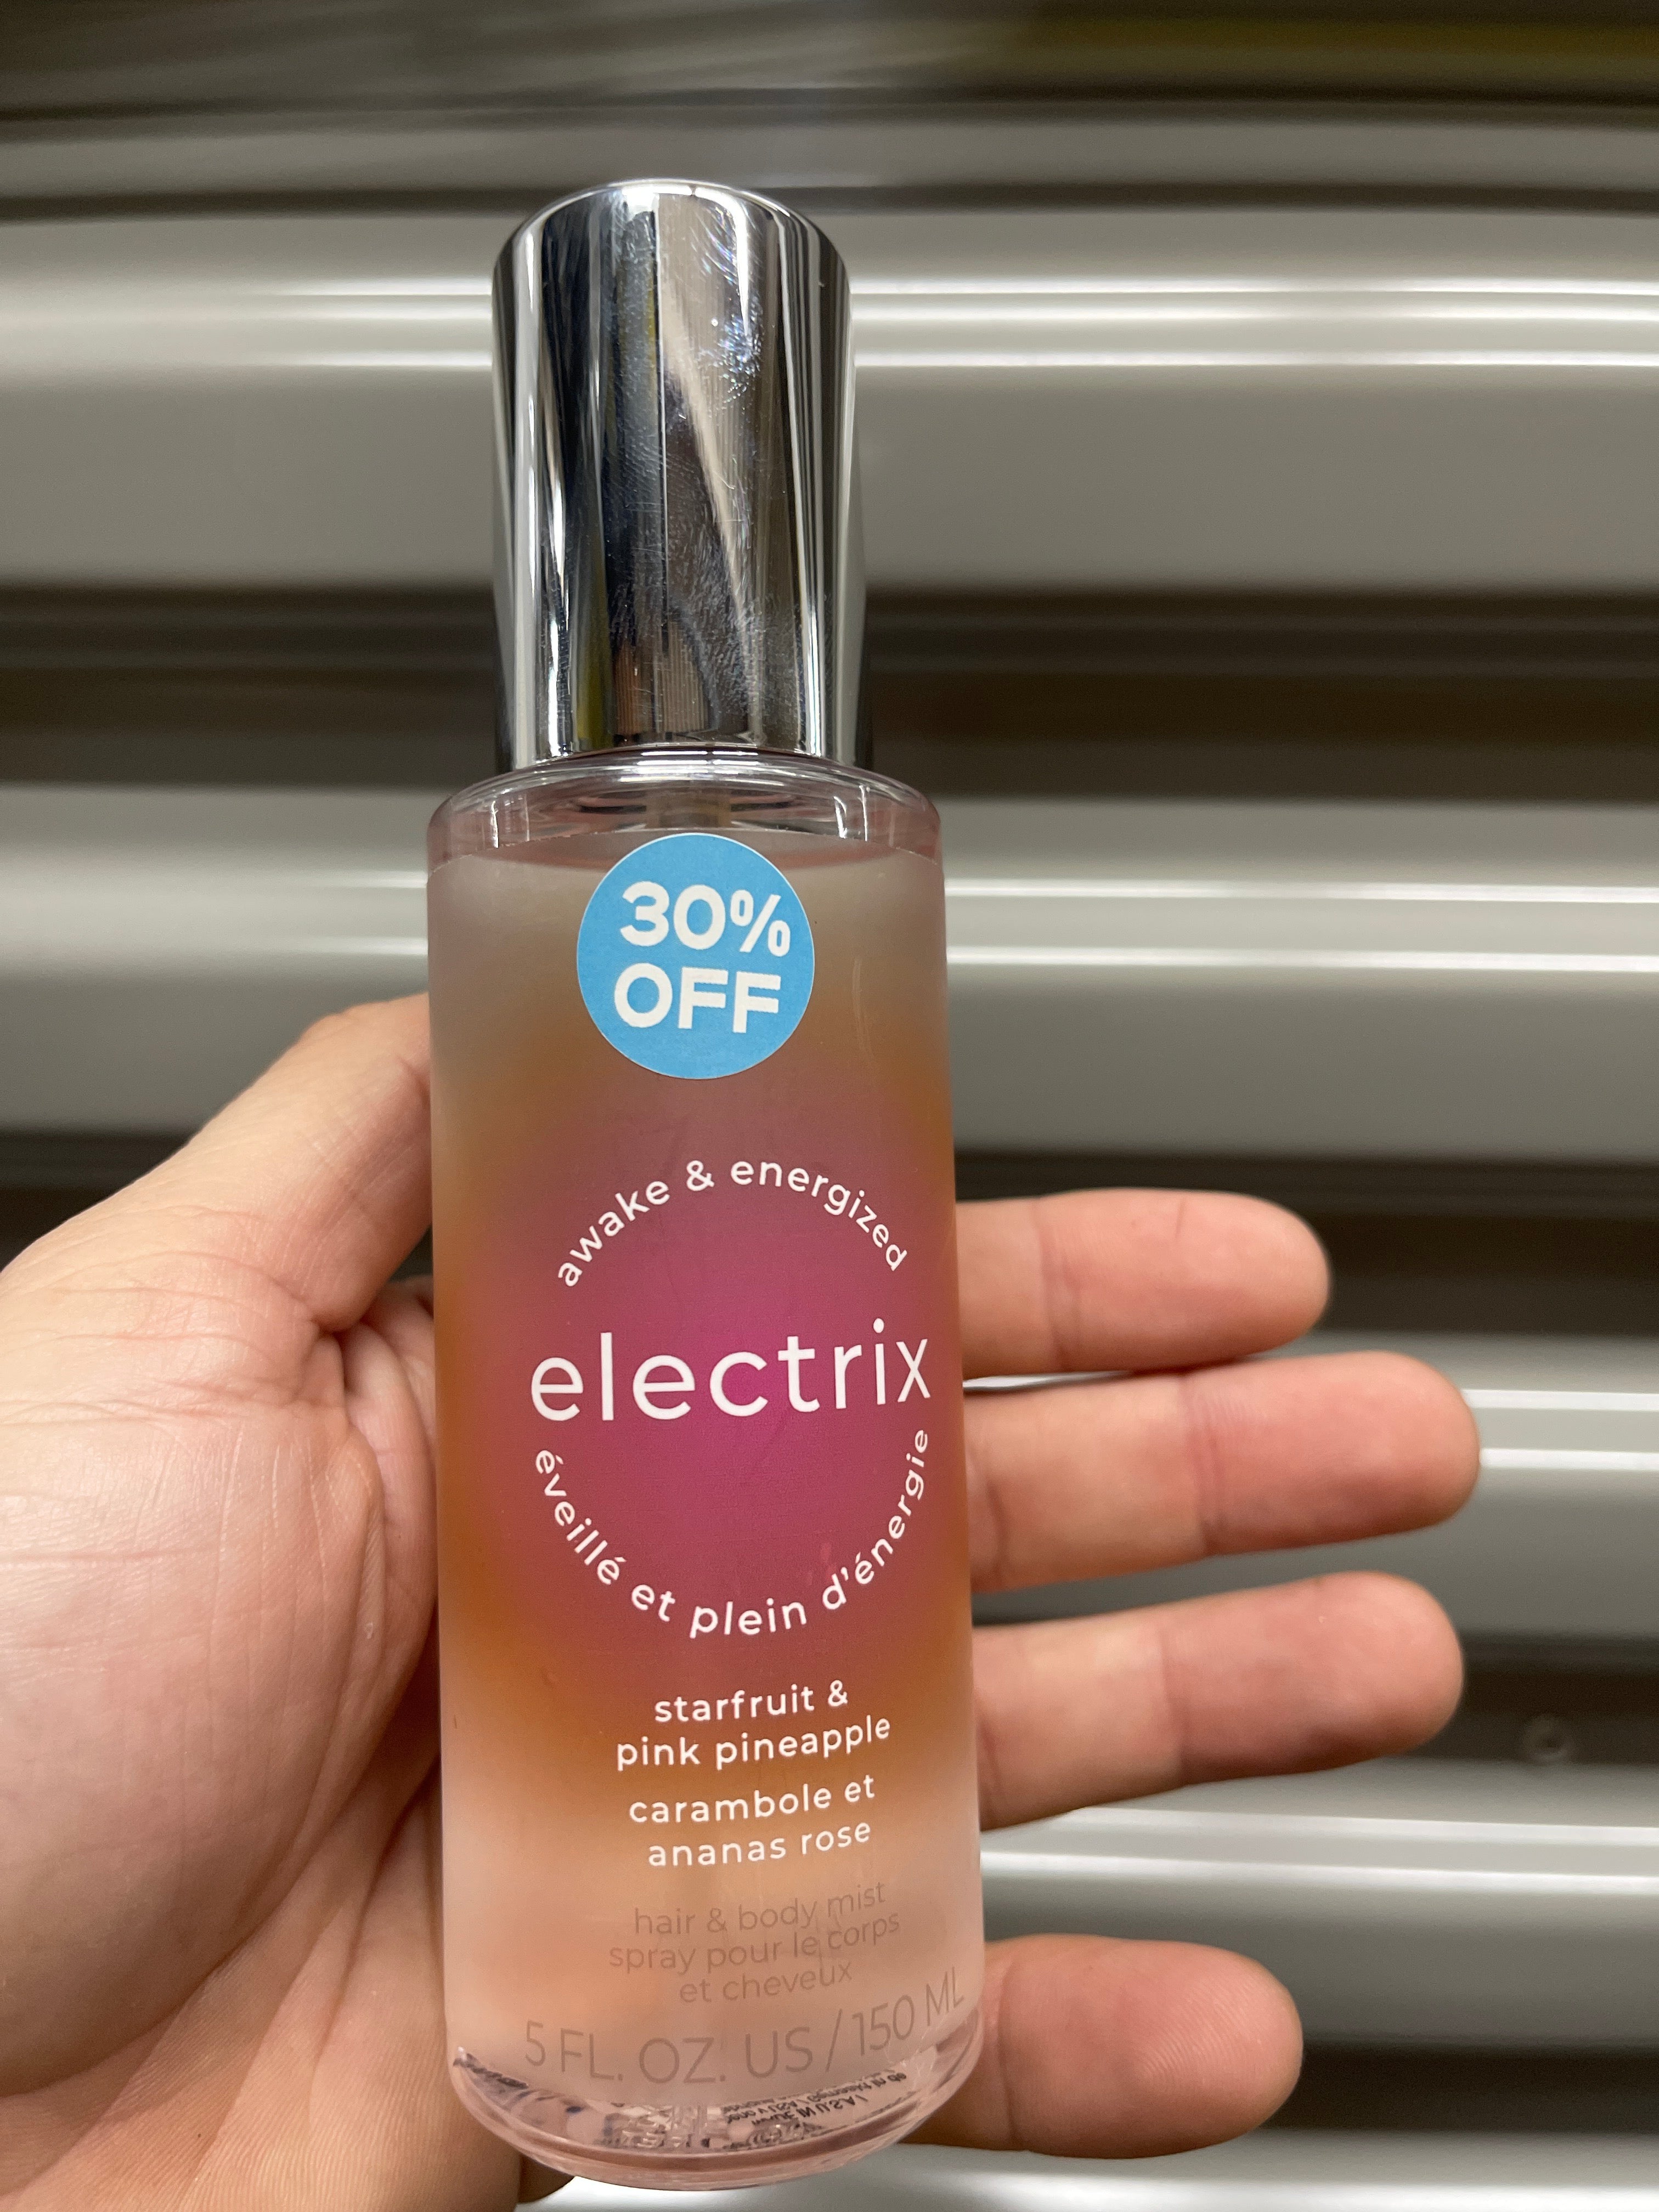 30%
OFF
awake & energized
electrix
éveillé et plein d'énergie
starfruit &
pink pineapple
carambole et
ananas rose
hair & body mist
spray pour le corps
et cheveux
5 FL. OZ. US / 150 ML